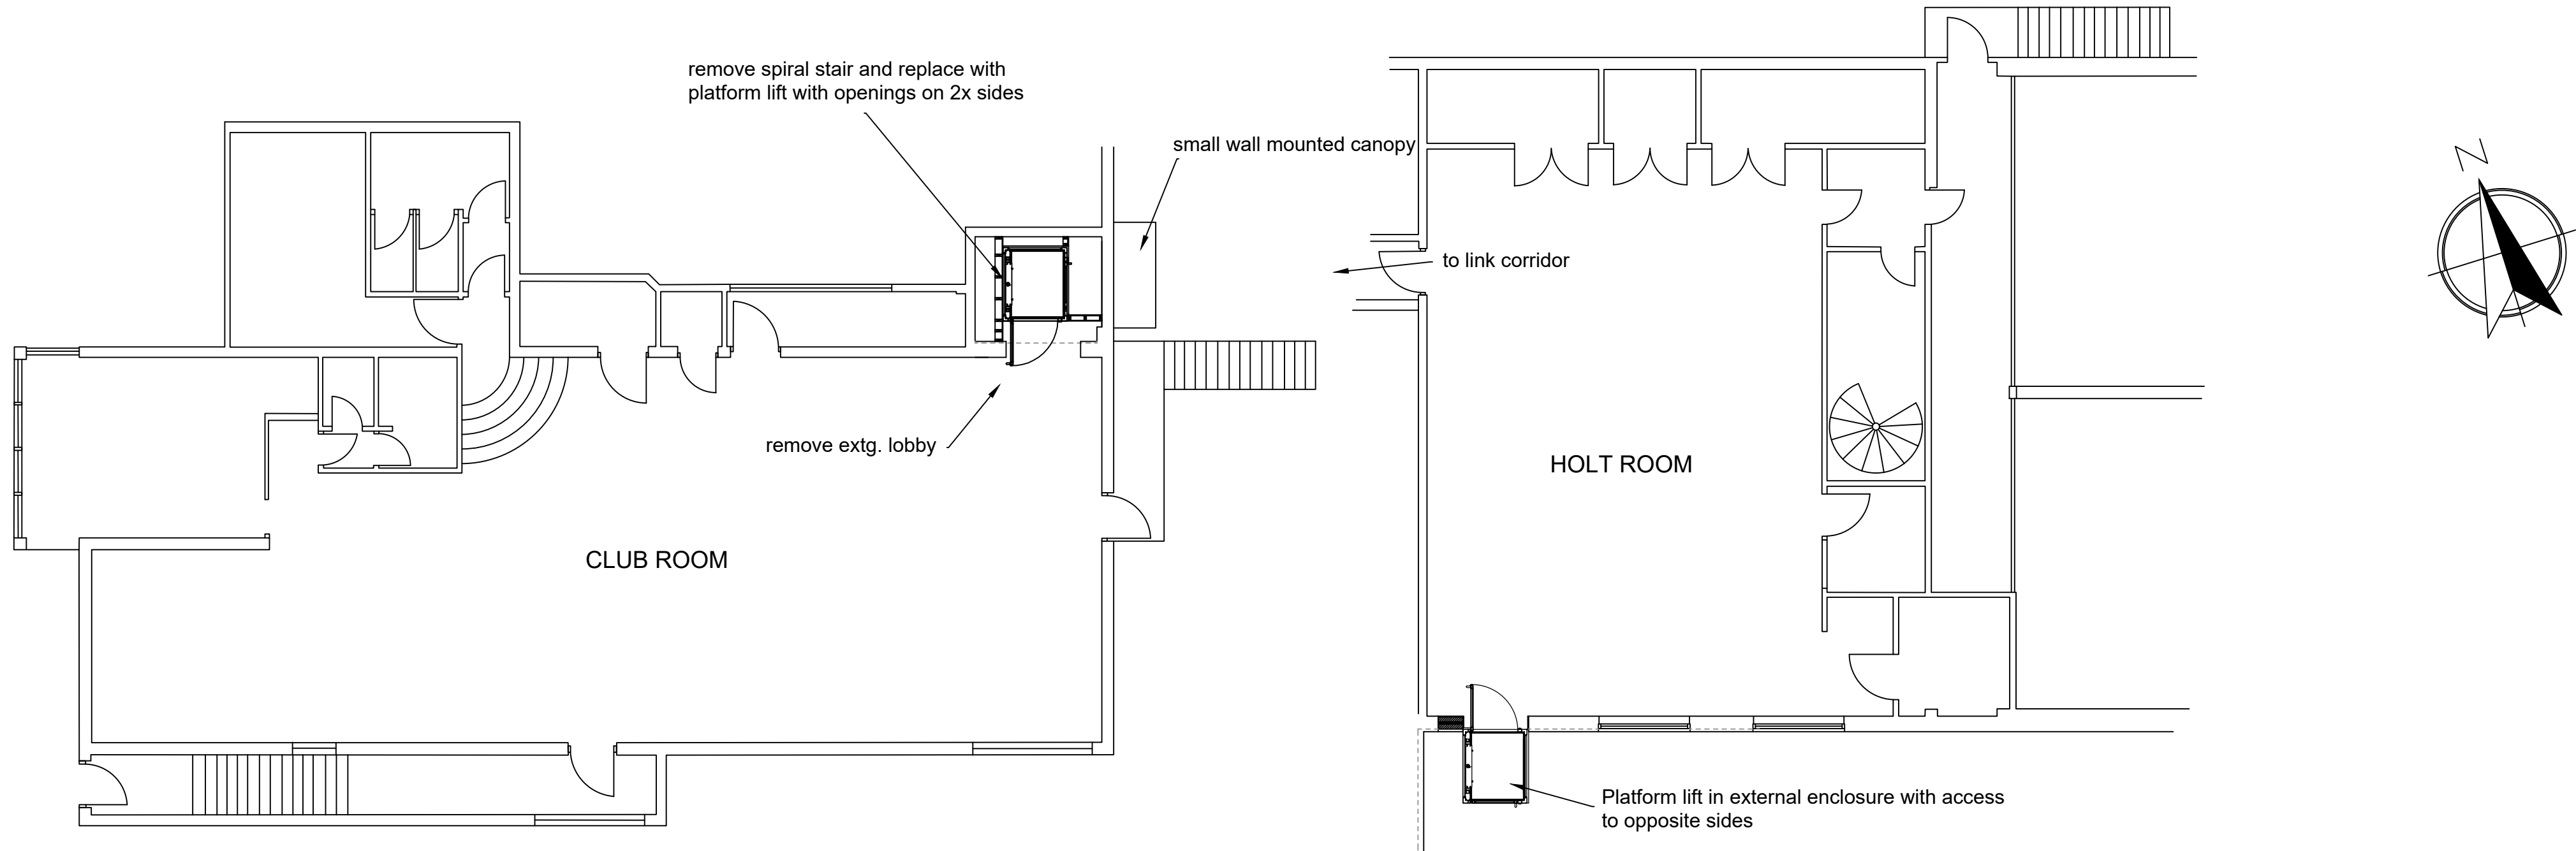 remove spiral stair and replace with
platform lift with openings on 2x sides
small wall mounted canopy
to link corridor
remove extg. lobby
CLUB ROOM
HOLT ROOM
Platform lift in external enclosure with access
to opposite sides
N